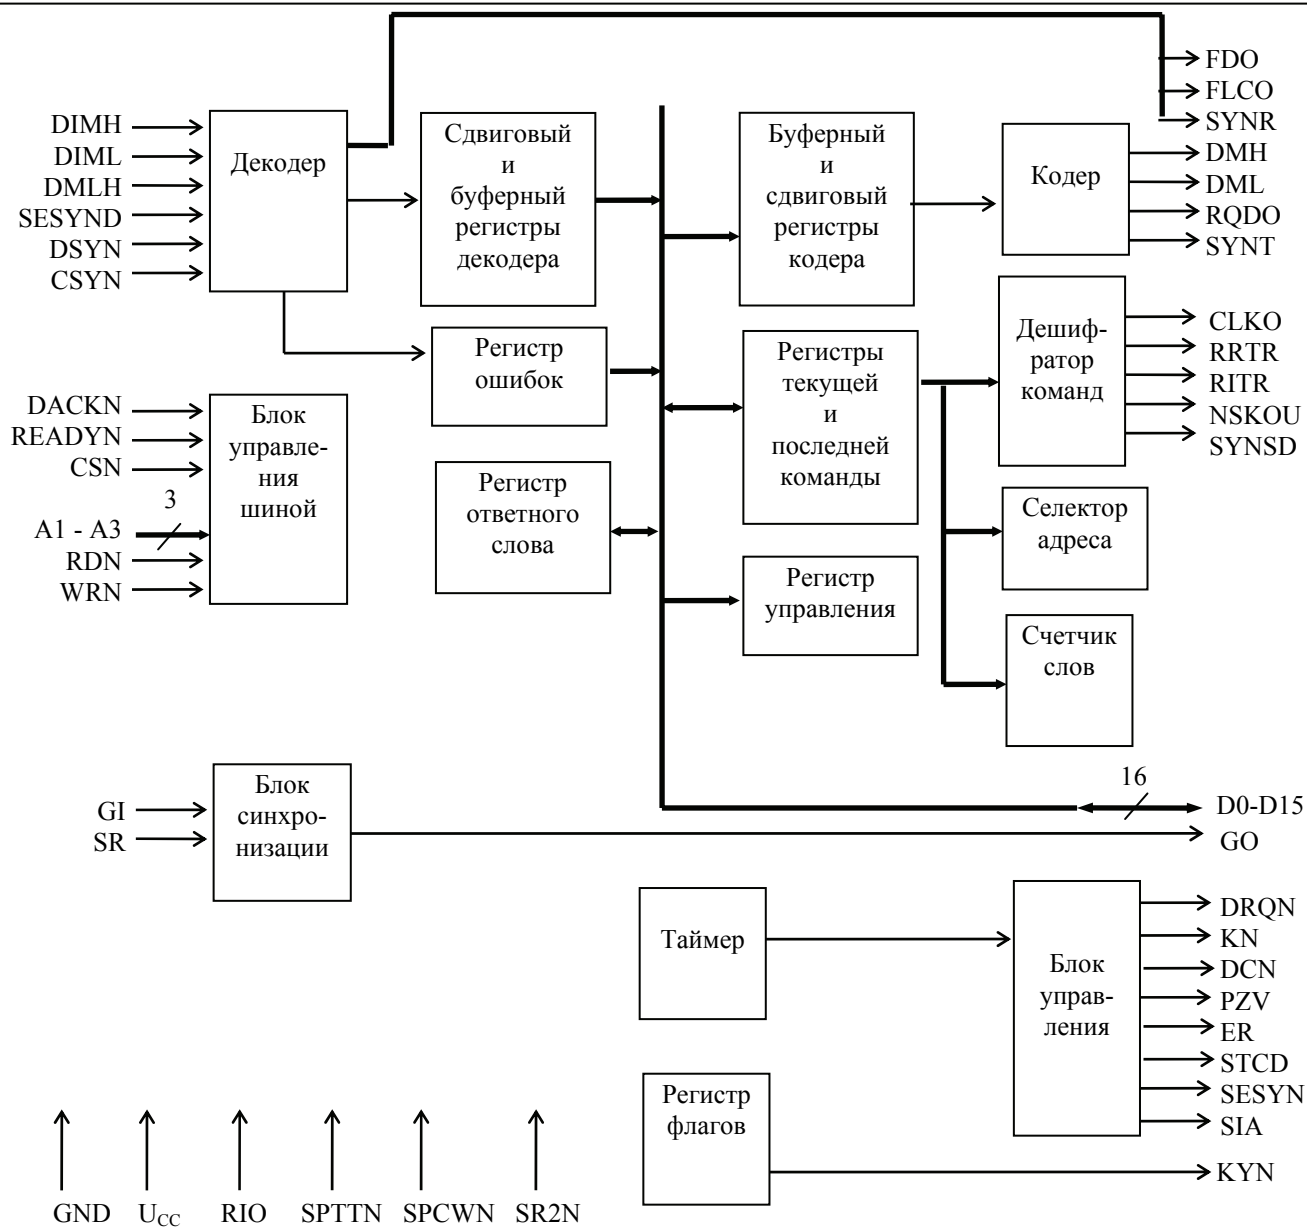 DIMH
DIML
DMLH
SESYND
DSYN
CSYN
Декодер
Сдвиговый
и
буферный
регистры
декодера
Буферный
и
сдвиговый
регистры
кодера
Кодер
FDO
FLCO
SYNR
DMH
DML
RQDO
SYNT
Регистр
ошибок
Регистры
текущей
и
последней
команды
Дешиф-
ратор
команд
CLKO
RRTR
RITR
NSKOU
SYNSD
DACKN
READYN
CSN
3
A1 - A3
RDN
WRN
Блок
управле-
ния
шиной
Регистр
ответного
слова
Селектор
адреса
Регистр
управления
Счетчик
слов
GI
SR
Блок
синхро-
низации
16
D0-D15
GO
Таймер
Блок
управ-
ления
DRQN
KN
DCN
PZV
ER
STCD
SESYN
SIA
Регистр
флагов
KYN
GND
UCC
RIO
SPTTN
SPCWN
SR2N